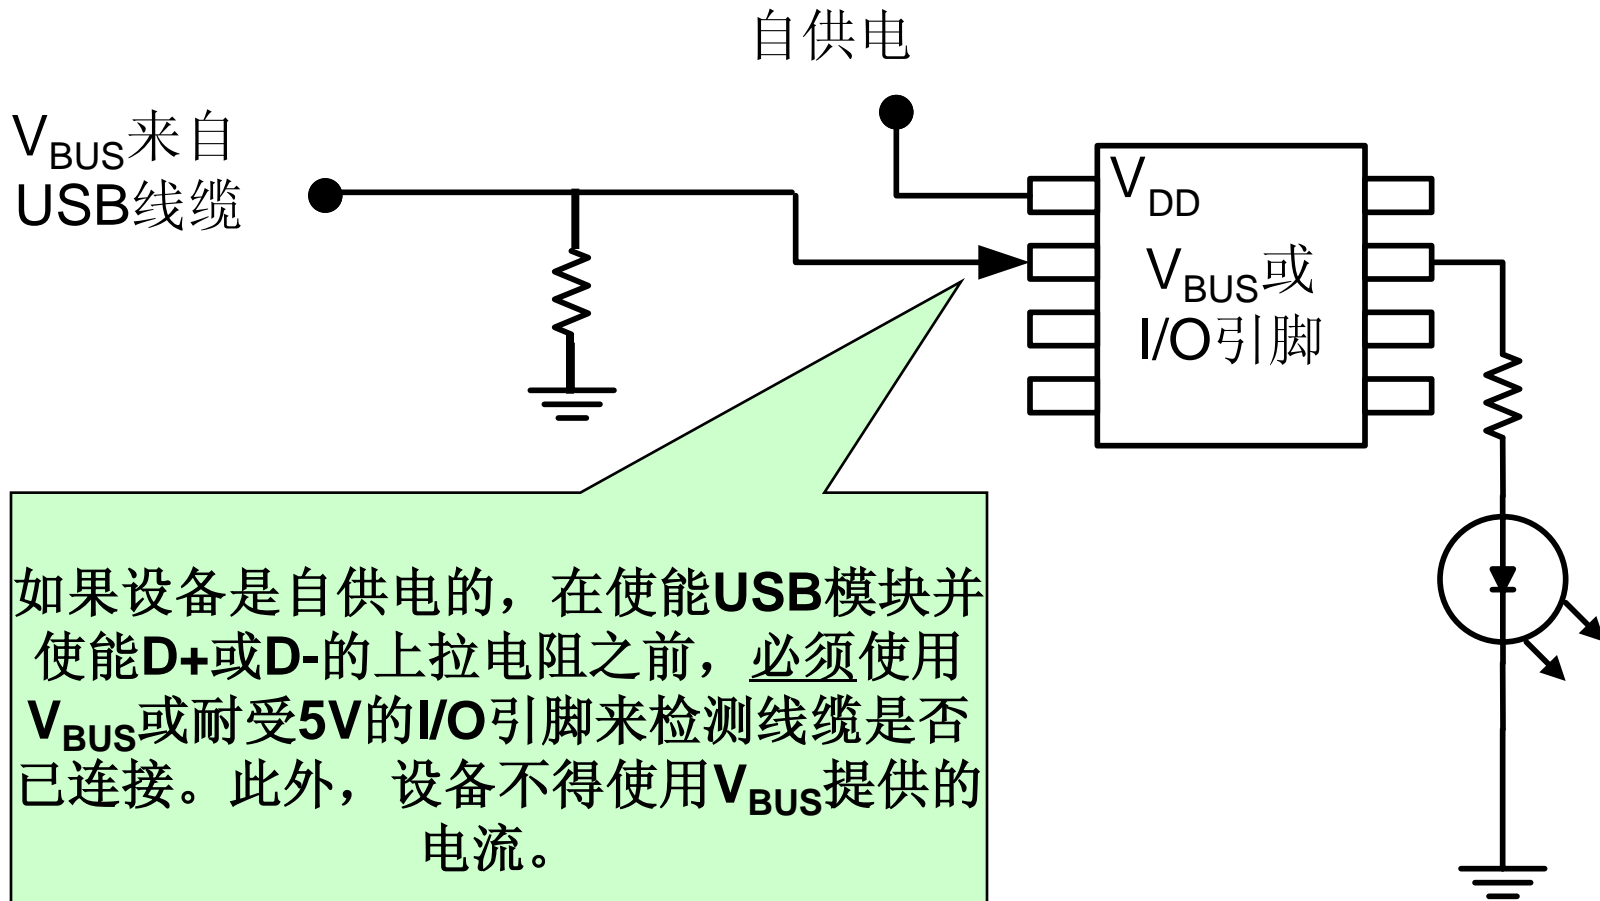 自供电
VBUS来自
USB线缆
VDD
VBUS或
I/O引脚
如果设备是自供电的，在使能USB模块并
使能D+或D-的上拉电阻之前，必须使用
VBUS或耐受5V的I/O引脚来检测线缆是否
已连接。此外，设备不得使用VBUS提供的
电流。